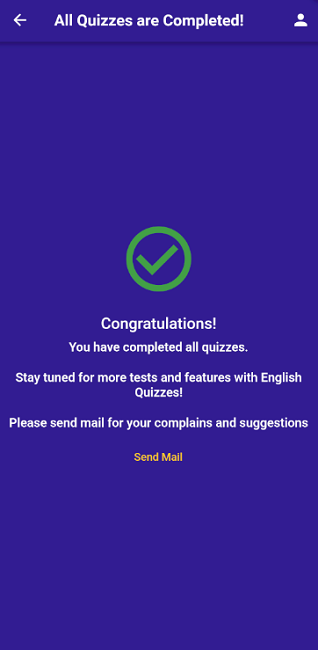 All Quizzes are Completed!
Congratulations!
You have completed all quizzes.
Stay tuned for more tests and features with English
Quizzes!
Please send mail for your complains and suggestions
Send Mail